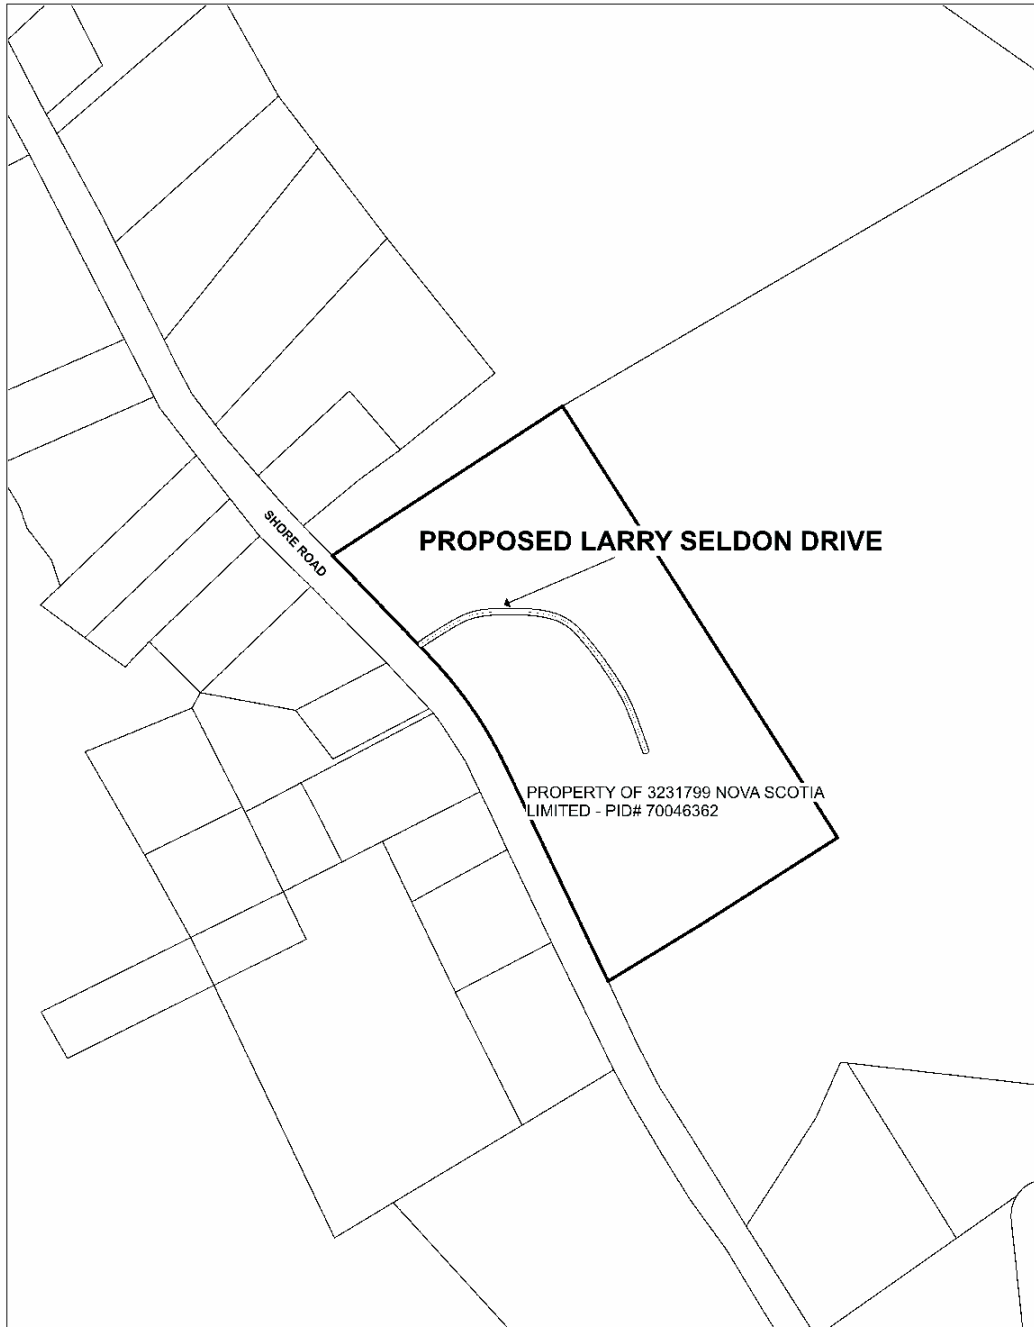 SHORE ROAD
PROPOSED LARRY SELDON DRIVE
PROPERTY OF 3231799 NOVA SCOTIA
LIMITED - PID# 70046362